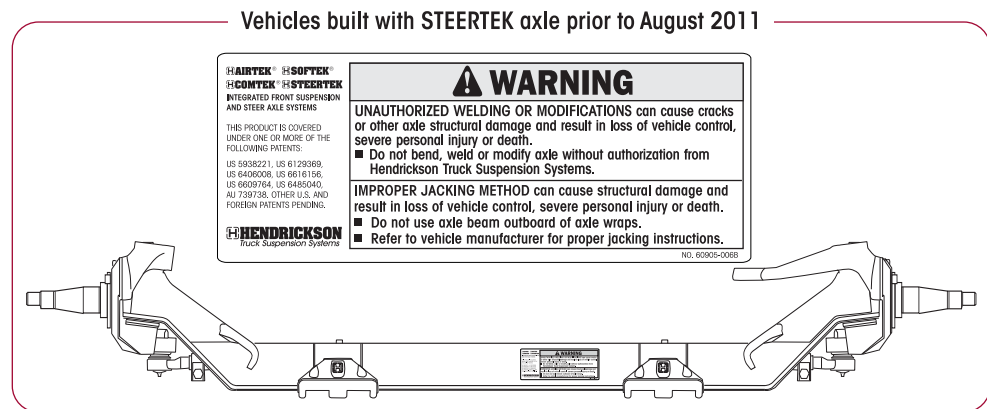 Vehicles built with STEERTEK axle prior to August 2011
AIRTEK® SOFTEK®
COMTEK® STEERTEK
INTEGRATED FRONT SUSPENSION
AND STEER AXLE SYSTEMS
THIS PRODUCT IS COVERED
UNDER ONE OR MORE OF THE
FOLLOWING PATENTS:
US 5938221, US 6129369,
US 6406008, US 6616156,
US 6609764, US 6485040,
AU 739738. OTHER U.S. AND
FOREIGN PATENTS PENDING.
HENDRICKSON
Truck Suspension Systems
WARNING
UNAUTHORIZED WELDING OR MODIFICATIONS can cause cracks
or other axle structural damage and result in loss of vehicle control,
severe personal injury or death.
■ Do not bend, weld or modify axle without authorization from
Hendrickson Truck Suspension Systems.
IMPROPER JACKING METHOD can cause structural damage and
result in loss of vehicle control, severe personal injury or death.
■ Do not use axle beam outboard of axle wraps.
■ Refer to vehicle manufacturer for proper jacking instructions.
NO. 60905-006B
WARNING